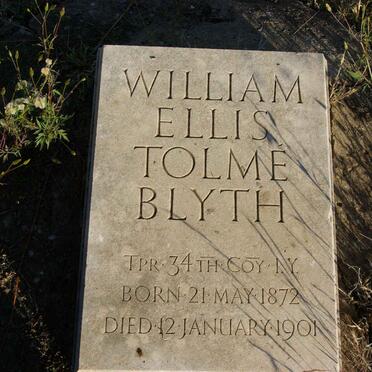 WILLIAM
ELLIS
TOLMÉ
BLYTH
TPR · 34TH COY · I.Y.
BORN · 21 MAY · 1872
DIED · 12 JANUARY · 1901